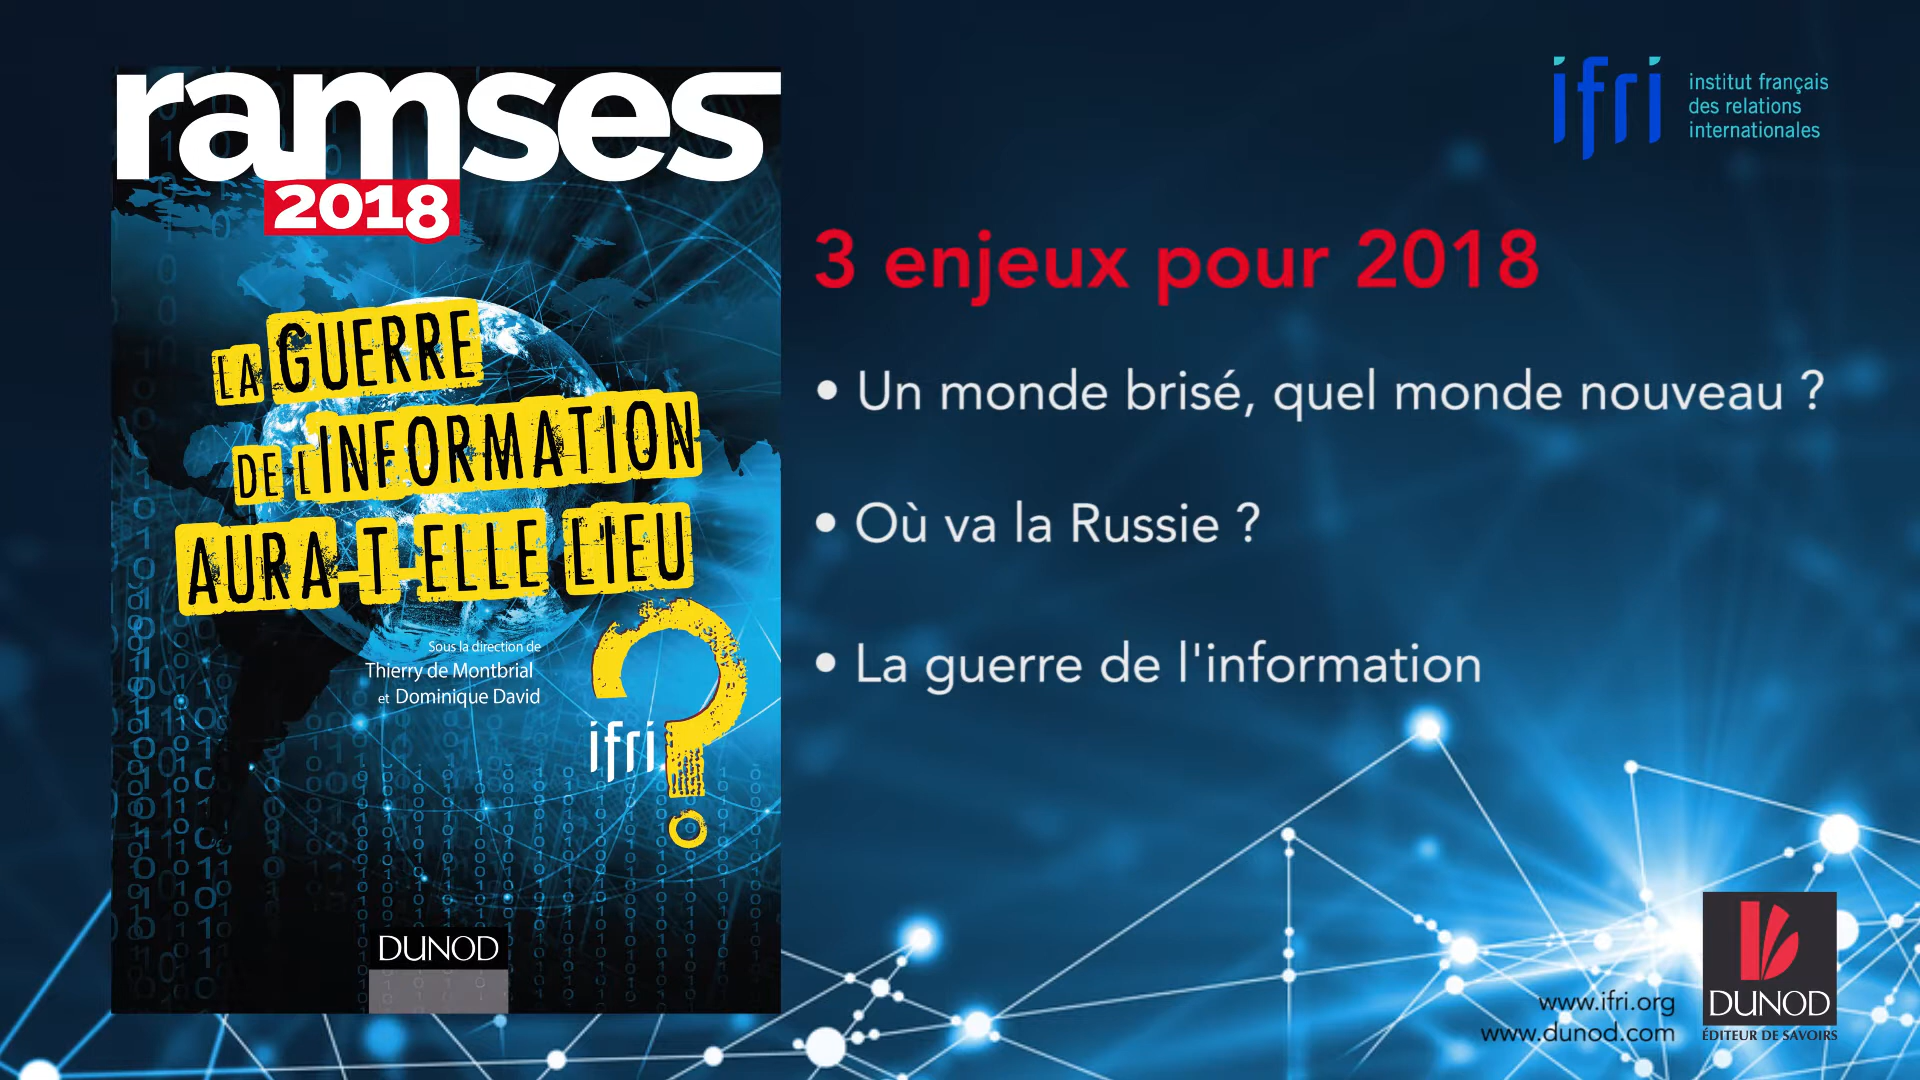 ramses
2018
LA GUERRE
DE L'INFORMATION
AURA-T-ELLE LIEU
?
Sous la direction de
Thierry de Montbrial
et Dominique David
ifri
DUNOD
ifri
institut français
des relations
internationales
3 enjeux pour 2018
• Un monde brisé, quel monde nouveau ?
• Où va la Russie ?
• La guerre de l'information
www.ifri.org
www.dunod.com
DUNOD
ÉDITEUR DE SAVOIRS